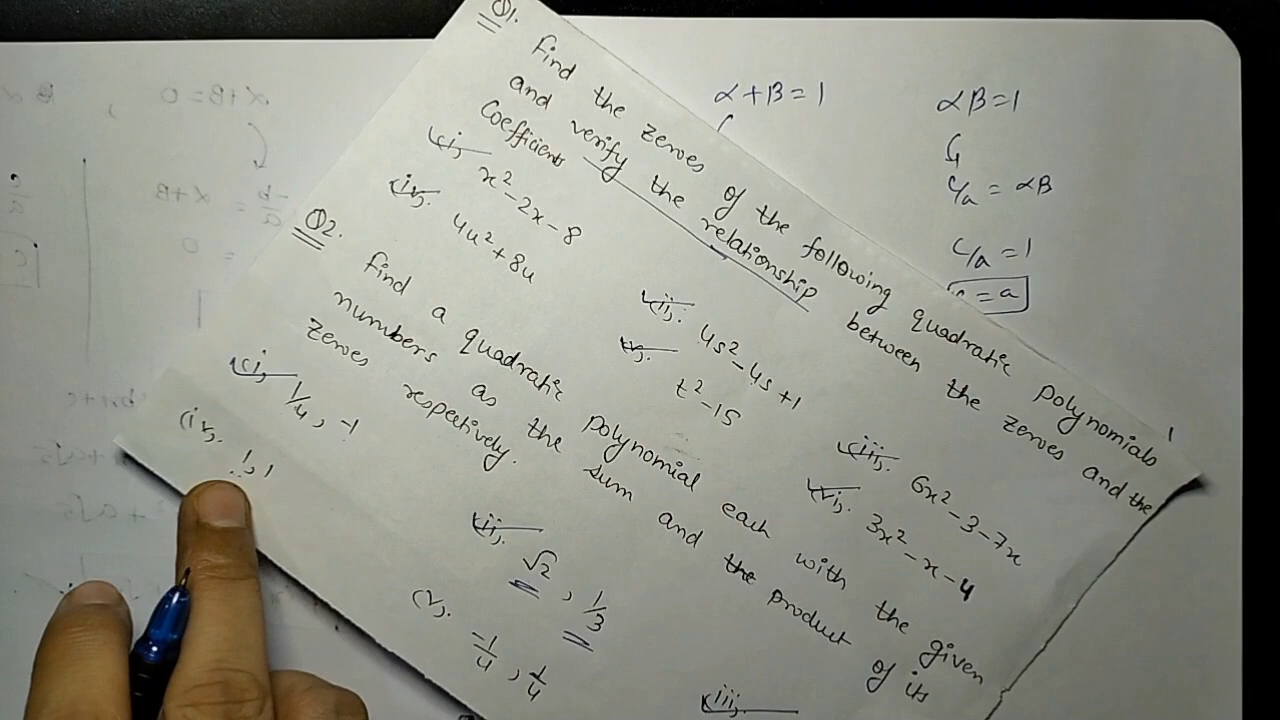 Q1. Find the zeroes of the following quadratic polynomials
and verify the relationship between the zeroes and the
Coefficients
(i), x²-2x-8
(ii). 4s²-4s+1
(iii). 6x²-3-7x
(iv). 4u²+8u
(v). t²-15
(vi). 3x²-x-4
Q2. Find a quadratic polynomial each with the given
numbers as the sum and the product of its
zeroes respectively.
(i), 1/4, -1
(ii). √2, 1/3
(iii).
(iv). 1, 1
(v). -1/4, 1/4
α+β=1
αβ=1
c/a = αβ
c/a = 1
= a
α+β=0
-b/a = α+β
= 0